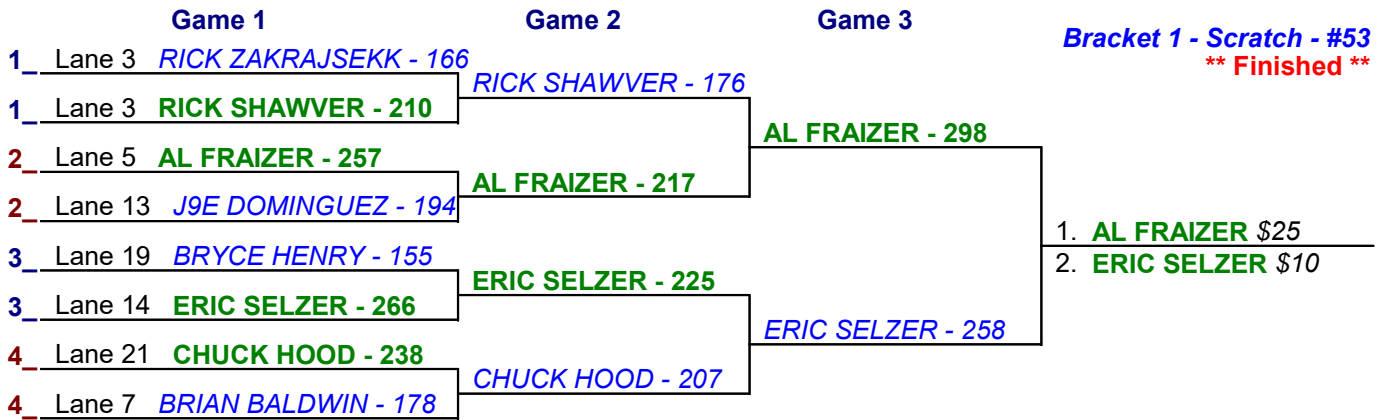 Game 1 Game 2 Game 3
Bracket 1 - Scratch - #53
** Finished **
1_ Lane 3 RICK ZAKRAJSEKK - 166
RICK SHAWVER - 176
1_ Lane 3 RICK SHAWVER - 210
AL FRAIZER - 298
2_ Lane 5 AL FRAIZER - 257
AL FRAIZER - 217
2_ Lane 13 J9E DOMINGUEZ - 194
1. AL FRAIZER $25
2. ERIC SELZER $10
3_ Lane 19 BRYCE HENRY - 155
ERIC SELZER - 225
3_ Lane 14 ERIC SELZER - 266
ERIC SELZER - 258
4_ Lane 21 CHUCK HOOD - 238
CHUCK HOOD - 207
4_ Lane 7 BRIAN BALDWIN - 178